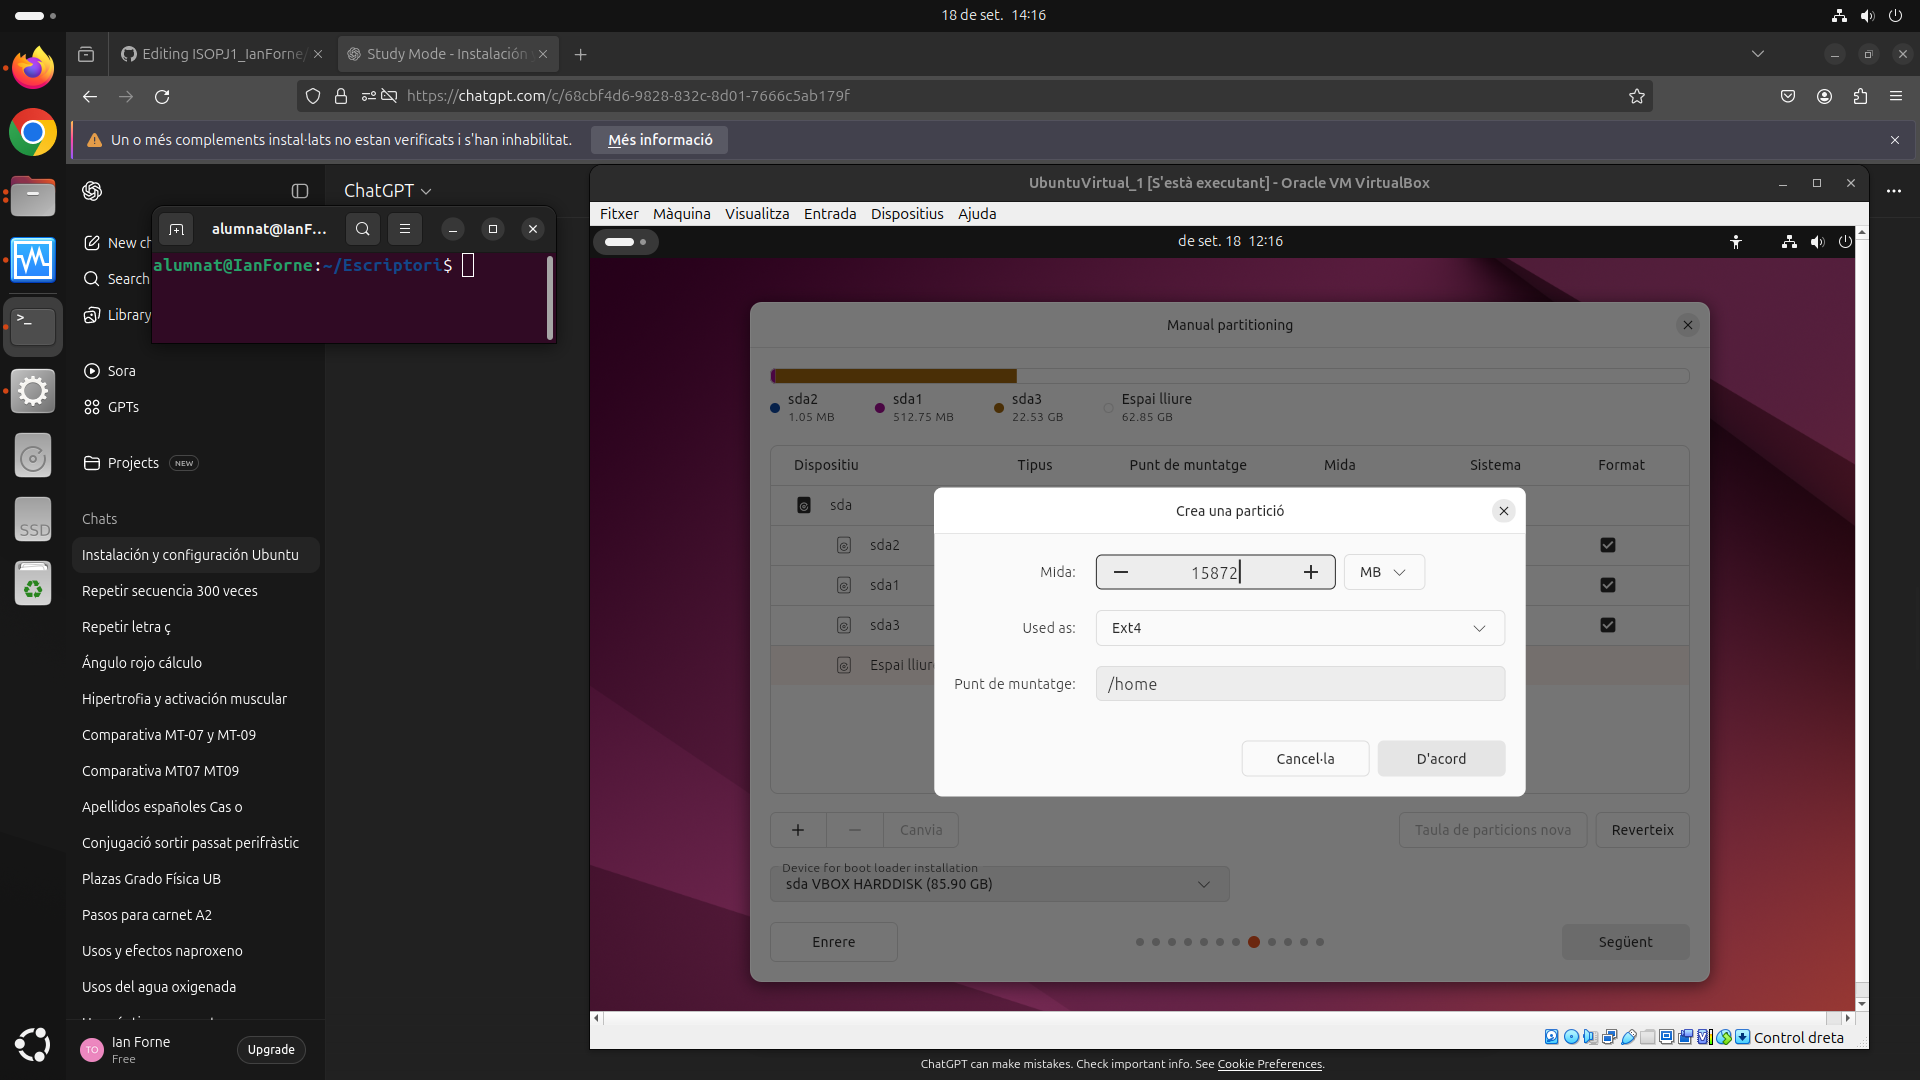 18 de set.  14:16
Editing ISOPJ1_IanForne/
Study Mode - Instalación
https://chatgpt.com/c/68cbf4d6-9828-832c-8d01-7666c5ab179f
Un o més complements instal·lats no estan verificats i s'han inhabilitat.
Més informació
ChatGPT
New ch
Search
Library
Sora
GPTs
Projects
NEW
Chats
Instalación y configuración Ubuntu
Repetir secuencia 300 veces
Repetir letra ç
Ángulo rojo cálculo
Hipertrofia y activación muscular
Comparativa MT-07 y MT-09
Comparativa MT07 MT09
Apellidos españoles Cas o
Conjugació sortir passat perifràstic
Plazas Grado Física UB
Pasos para carnet A2
Usos y efectos naproxeno
Usos del agua oxigenada
TO
Ian Forne
Free
Upgrade
SSD
alumnat@IanF...
alumnat@IanForne:~/Escriptori$
UbuntuVirtual_1 [S'està executant] - Oracle VM VirtualBox
Fitxer Màquina Visualitza Entrada Dispositius Ajuda
de set. 18  12:16
Manual partitioning
sda2
1.05 MB
sda1
512.75 MB
sda3
22.53 GB
Espai lliure
62.85 GB
Dispositiu Tipus Punt de muntatge Mida Sistema Format
sda
sda2
sda1
sda3
Espai lliure
Crea una partició
Mida:
15872
MB
Used as:
Ext4
Punt de muntatge:
/home
Cancel·la
D'acord
Canvia
Taula de particions nova
Reverteix
Device for boot loader installation
sda VBOX HARDDISK (85.90 GB)
Enrere
Següent
Control dreta
ChatGPT can make mistakes. Check important info. See Cookie Preferences.